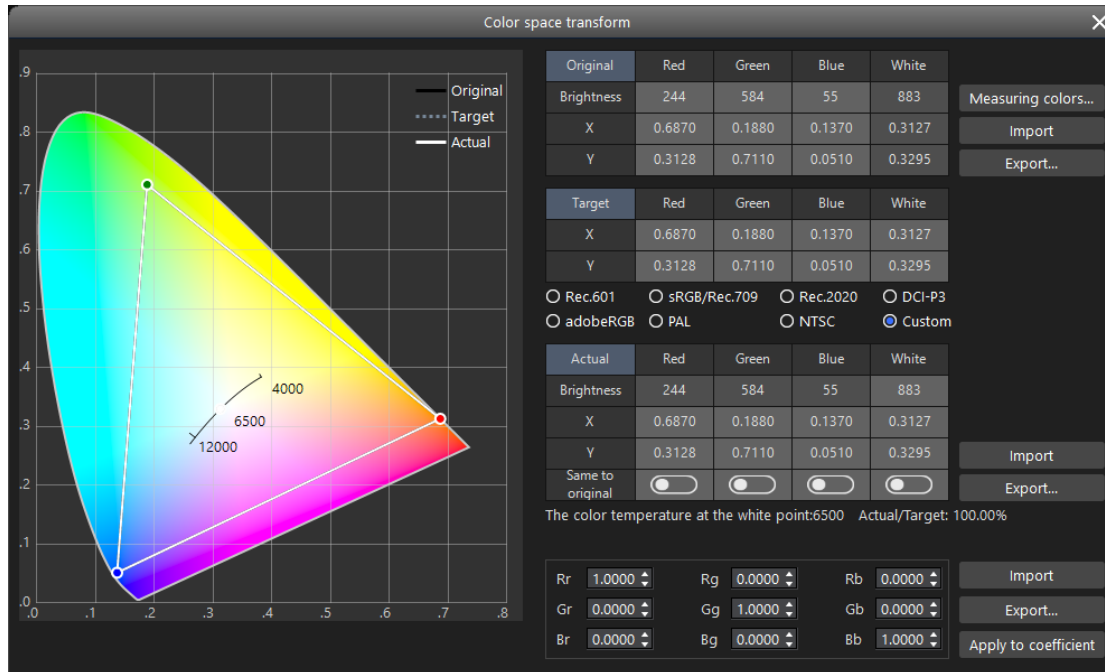 Color space transform
.9
.8
.7
.6
.5
.4
.3
.2
.1
.0
.0 .1 .2 .3 .4 .5 .6 .7 .8
Original
Target
Actual
4000
6500
12000
Original Red Green Blue White
Brightness 244 584 55 883
X 0.6870 0.1880 0.1370 0.3127
Y 0.3128 0.7110 0.0510 0.3295
Measuring colors...
Import
Export...
Target Red Green Blue White
X 0.6870 0.1880 0.1370 0.3127
Y 0.3128 0.7110 0.0510 0.3295
Rec.601 sRGB/Rec.709 Rec.2020 DCI-P3
adobeRGB PAL NTSC Custom
Actual Red Green Blue White
Brightness 244 584 55 883
X 0.6870 0.1880 0.1370 0.3127
Y 0.3128 0.7110 0.0510 0.3295
Same to
original
Import
Export...
The color temperature at the white point:6500 Actual/Target: 100.00%
Rr 1.0000 Rg 0.0000 Rb 0.0000
Gr 0.0000 Gg 1.0000 Gb 0.0000
Br 0.0000 Bg 0.0000 Bb 1.0000
Import
Export...
Apply to coefficient